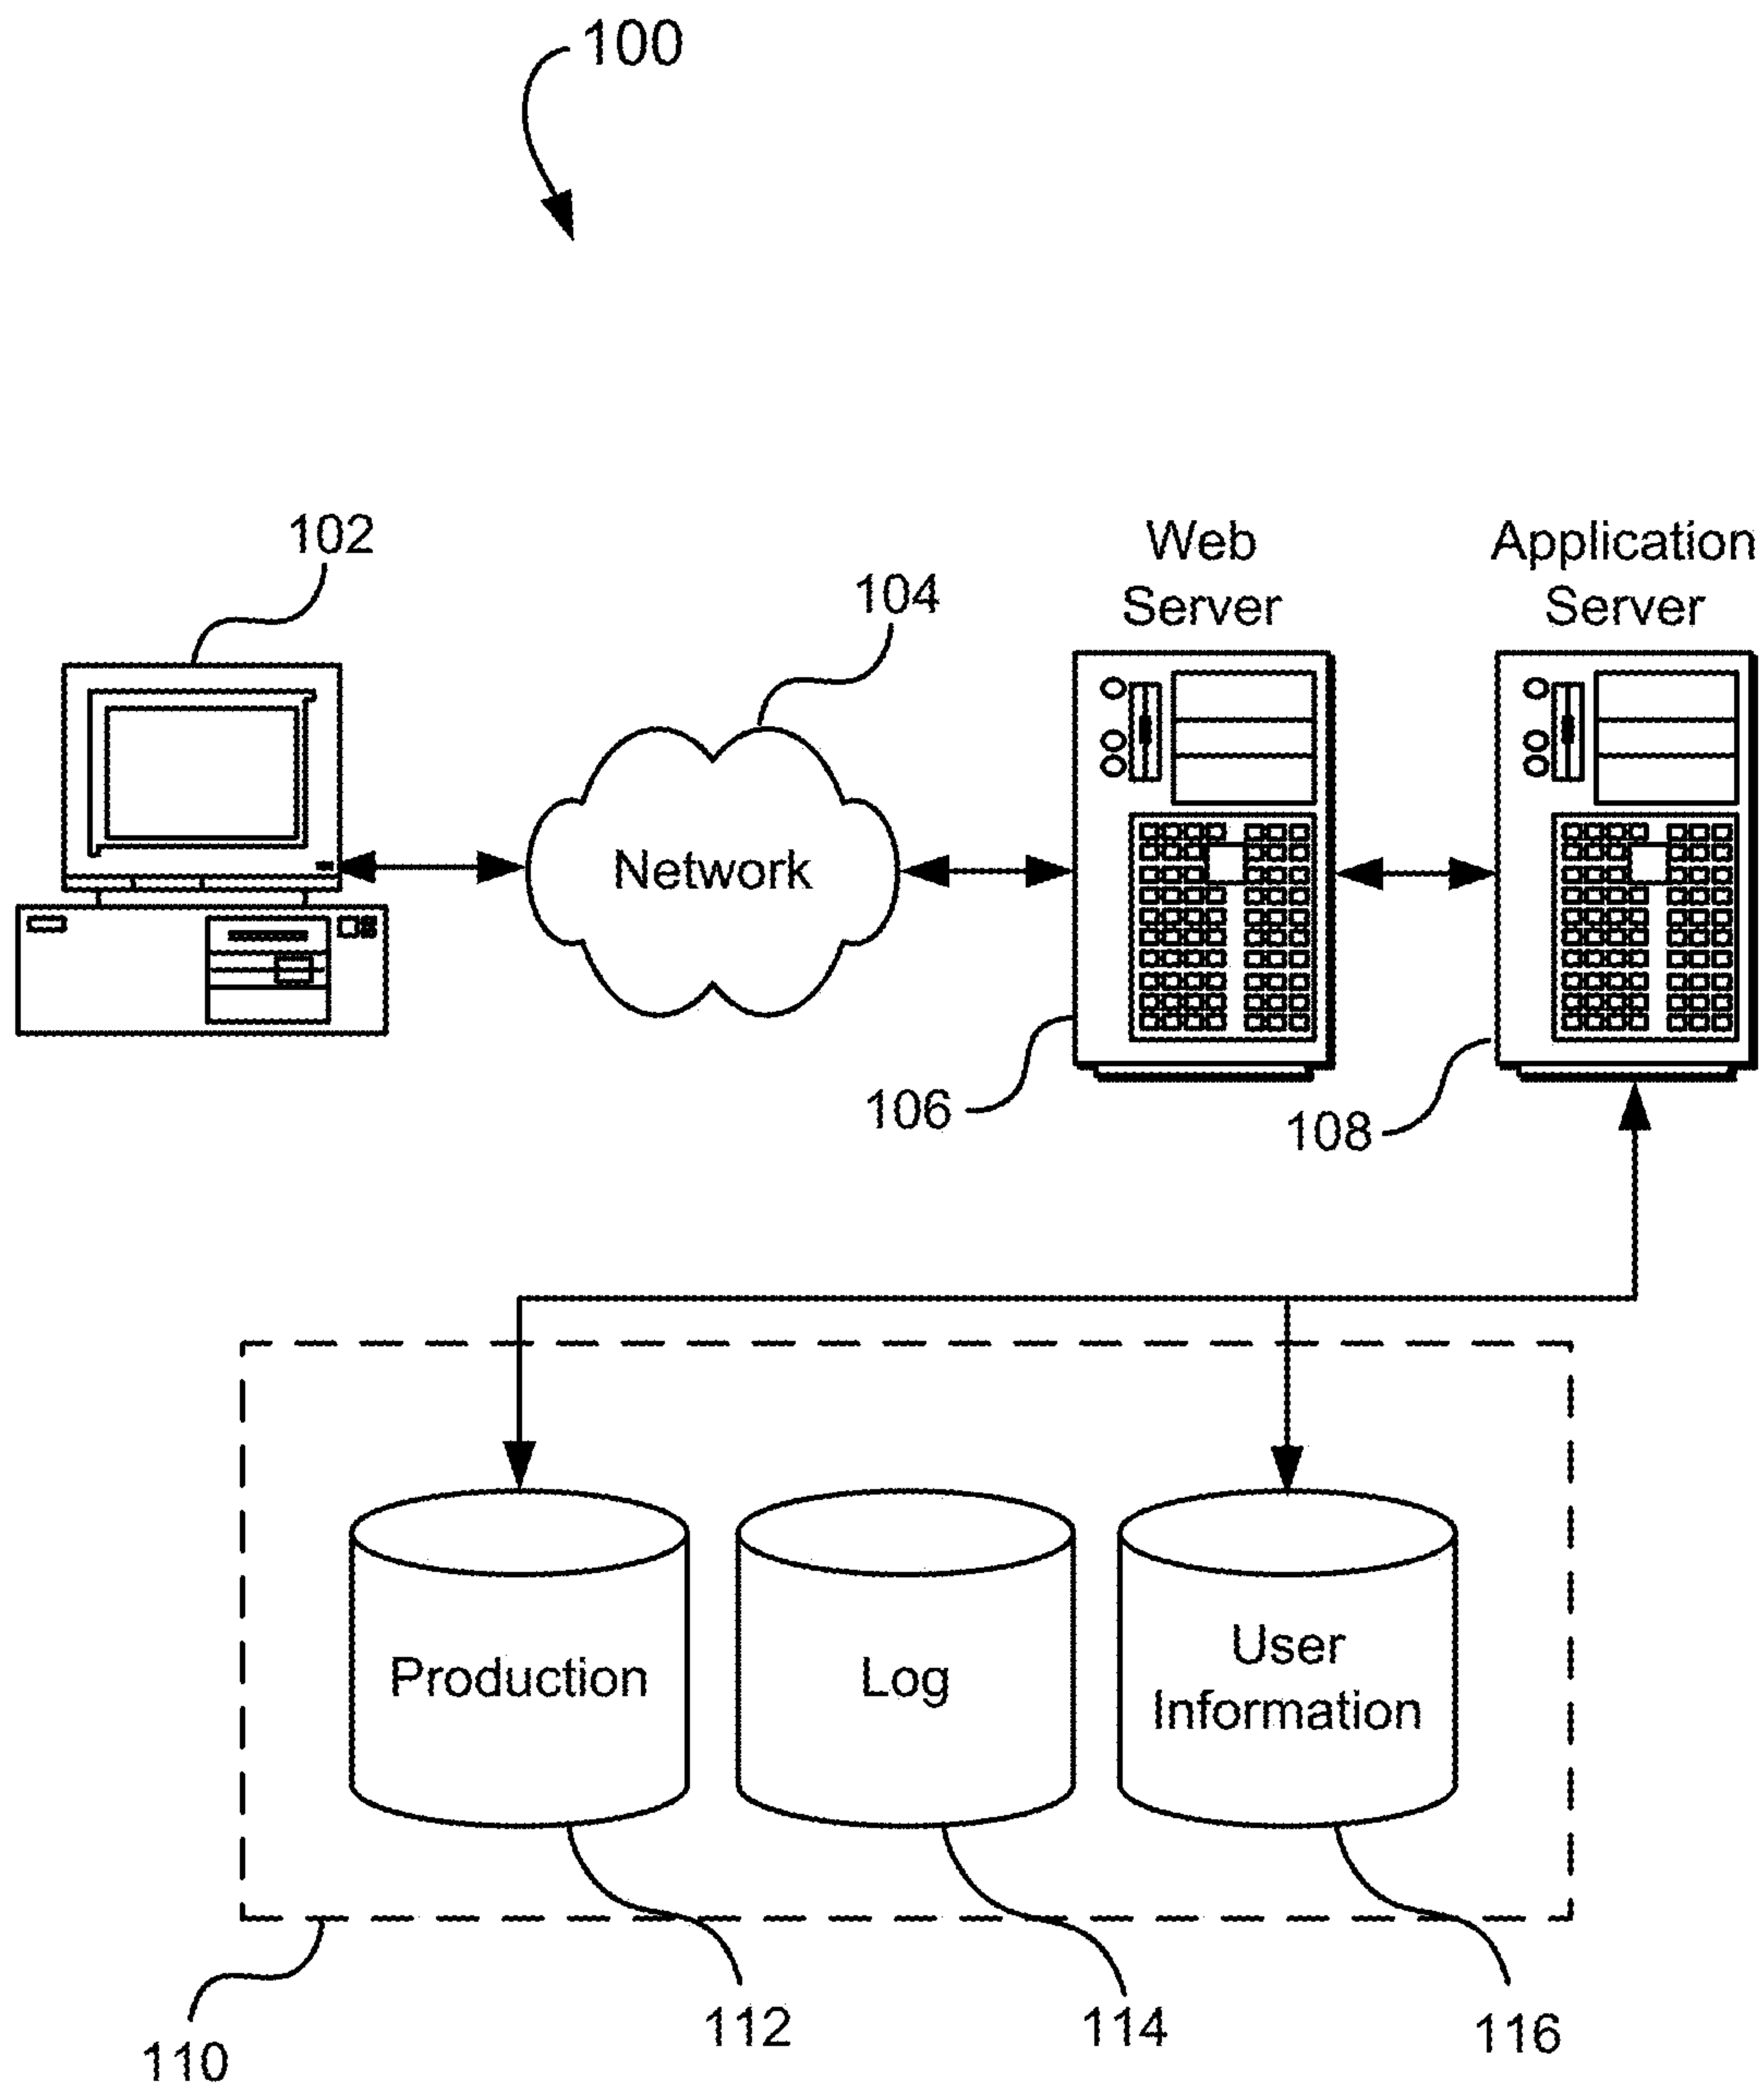 100
102
104
Web
Server
Application
Server
Network
106
108
Production
Log
User
Information
110
112
114
116